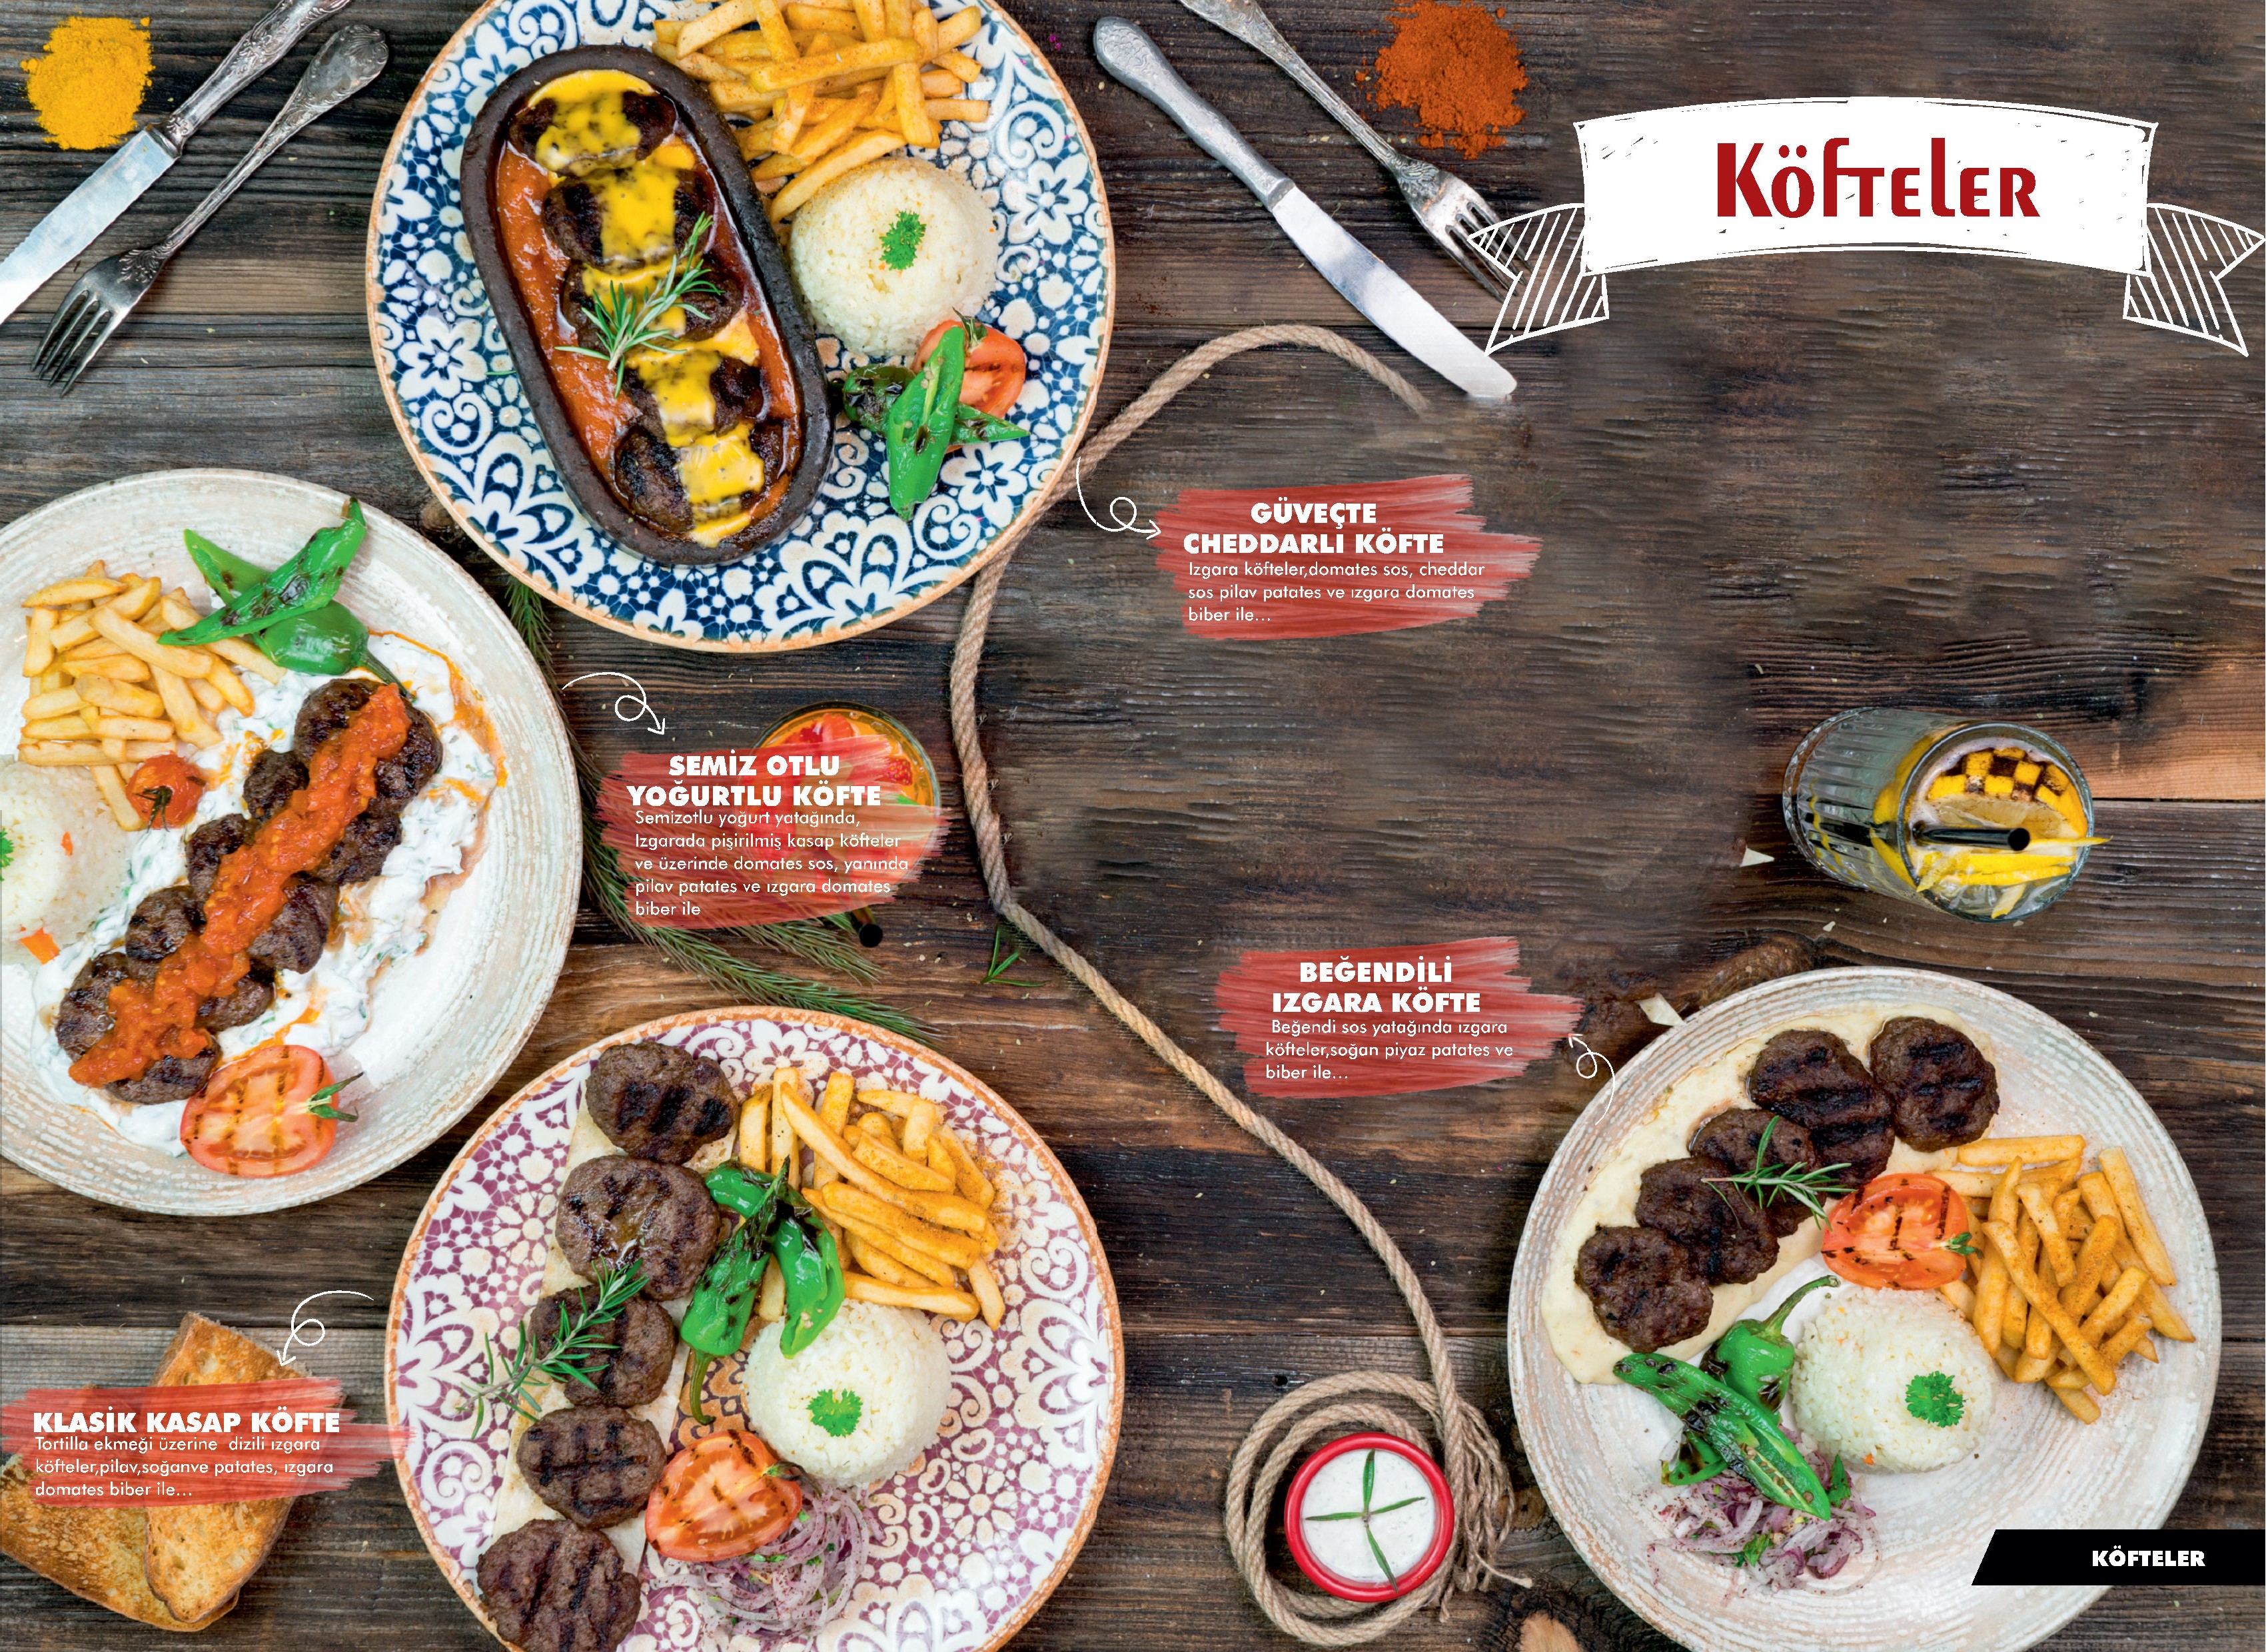 Köfteler
GÜVEÇTE
CHEDDARLI KÖFTE
Izgara köfteler,domates sos, cheddar
sos pilav patates ve ızgara domates
biber ile...
SEMİZ OTLU
YOĞURTLU KÖFTE
Semizotlu yoğurt yatağında,
Izgarada pişirilmiş kasap köfteler
ve üzerinde domates sos, yanında
pilav patates ve ızgara domates
biber ile
BEĞENDİLİ
IZGARA KÖFTE
Beğendi sos yatağında ızgara
köfteler,soğan piyaz patates ve
biber ile...
KLASİK KASAP KÖFTE
Tortilla ekmeği üzerine dizili ızgara
köfteler,pilav,soğanve patates, ızgara
domates biber ile...
KÖFTELER